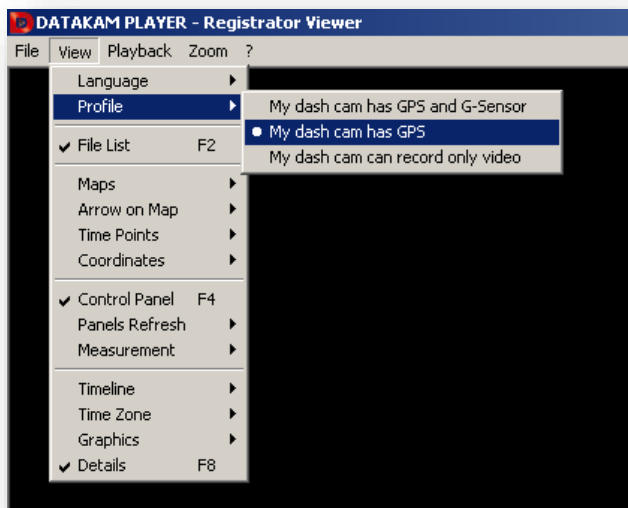 DATAKAM PLAYER - Registrator Viewer
File View Playback Zoom ?
Language
Profile
My dash cam has GPS and G-Sensor
My dash cam has GPS
My dash cam can record only video
File List F2
Maps
Arrow on Map
Time Points
Coordinates
Control Panel F4
Panels Refresh
Measurement
Timeline
Time Zone
Graphics
Details F8